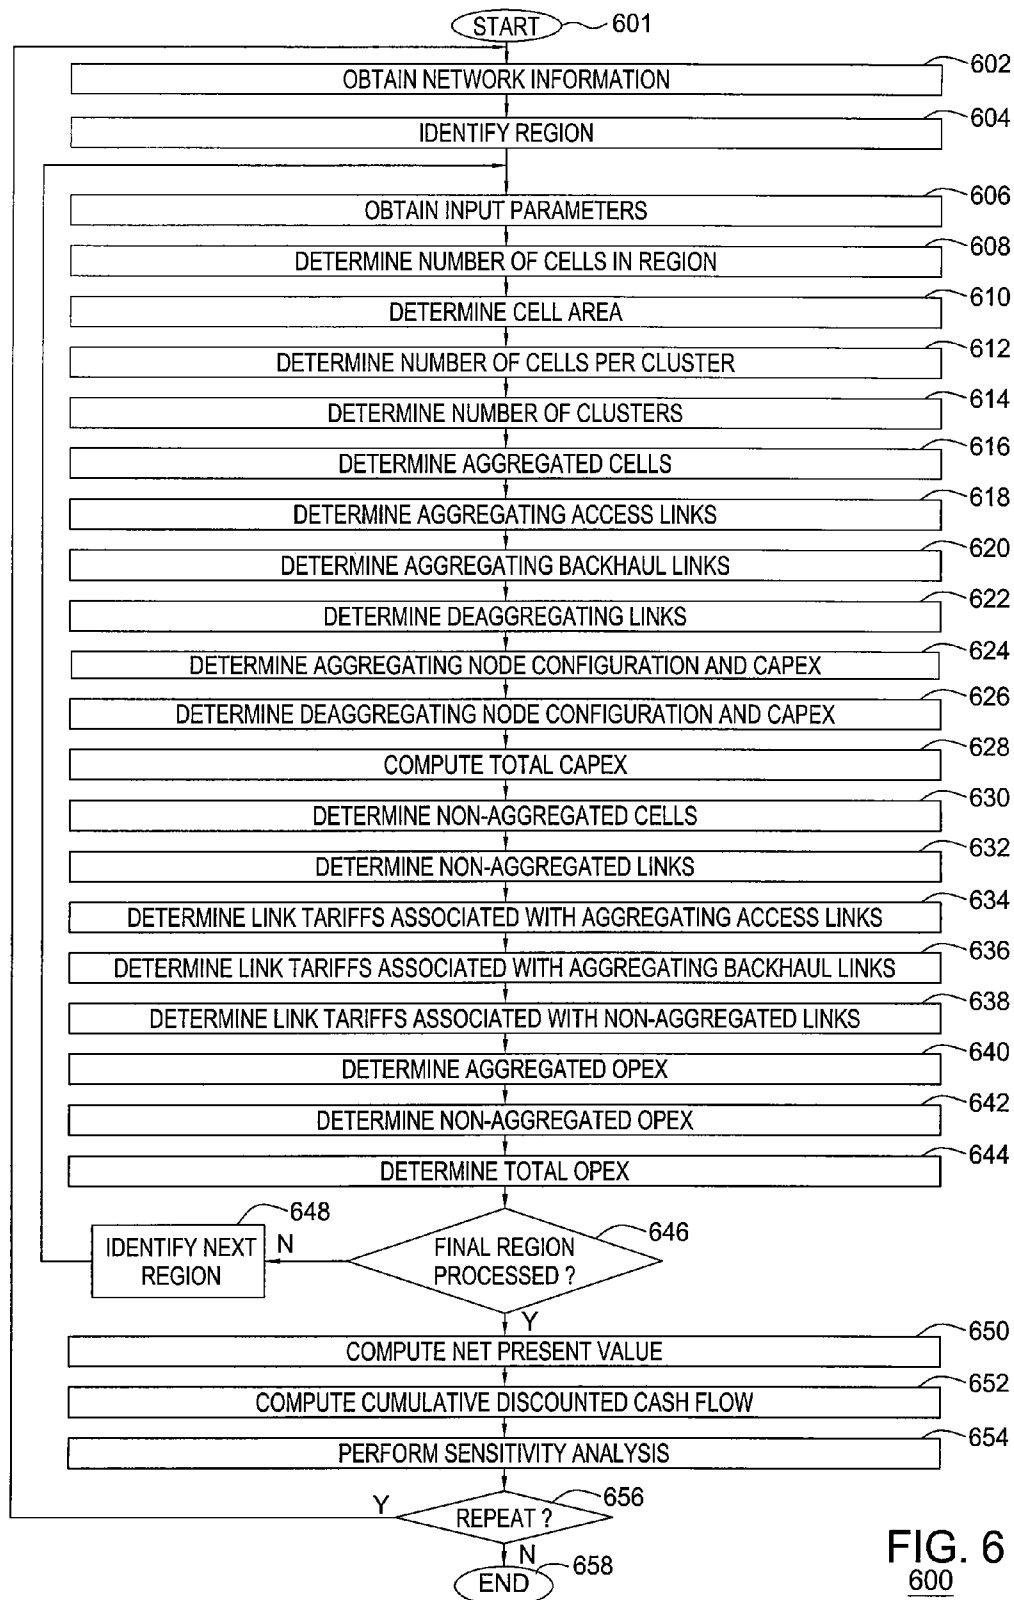 START
601
602
OBTAIN NETWORK INFORMATION
604
IDENTIFY REGION
606
OBTAIN INPUT PARAMETERS
608
DETERMINE NUMBER OF CELLS IN REGION
610
DETERMINE CELL AREA
612
DETERMINE NUMBER OF CELLS PER CLUSTER
614
DETERMINE NUMBER OF CLUSTERS
616
DETERMINE AGGREGATED CELLS
618
DETERMINE AGGREGATING ACCESS LINKS
620
DETERMINE AGGREGATING BACKHAUL LINKS
622
DETERMINE DEAGGREGATING LINKS
624
DETERMINE AGGREGATING NODE CONFIGURATION AND CAPEX
626
DETERMINE DEAGGREGATING NODE CONFIGURATION AND CAPEX
628
COMPUTE TOTAL CAPEX
630
DETERMINE NON-AGGREGATED CELLS
632
DETERMINE NON-AGGREGATED LINKS
634
DETERMINE LINK TARIFFS ASSOCIATED WITH AGGREGATING ACCESS LINKS
636
DETERMINE LINK TARIFFS ASSOCIATED WITH AGGREGATING BACKHAUL LINKS
638
DETERMINE LINK TARIFFS ASSOCIATED WITH NON-AGGREGATED LINKS
640
DETERMINE AGGREGATED OPEX
642
DETERMINE NON-AGGREGATED OPEX
644
DETERMINE TOTAL OPEX
648
646
IDENTIFY NEXT
REGION
N
FINAL REGION
PROCESSED ?
Y
650
COMPUTE NET PRESENT VALUE
652
COMPUTE CUMULATIVE DISCOUNTED CASH FLOW
654
PERFORM SENSITIVITY ANALYSIS
656
Y
REPEAT ?
N
658
END
FIG. 6
600